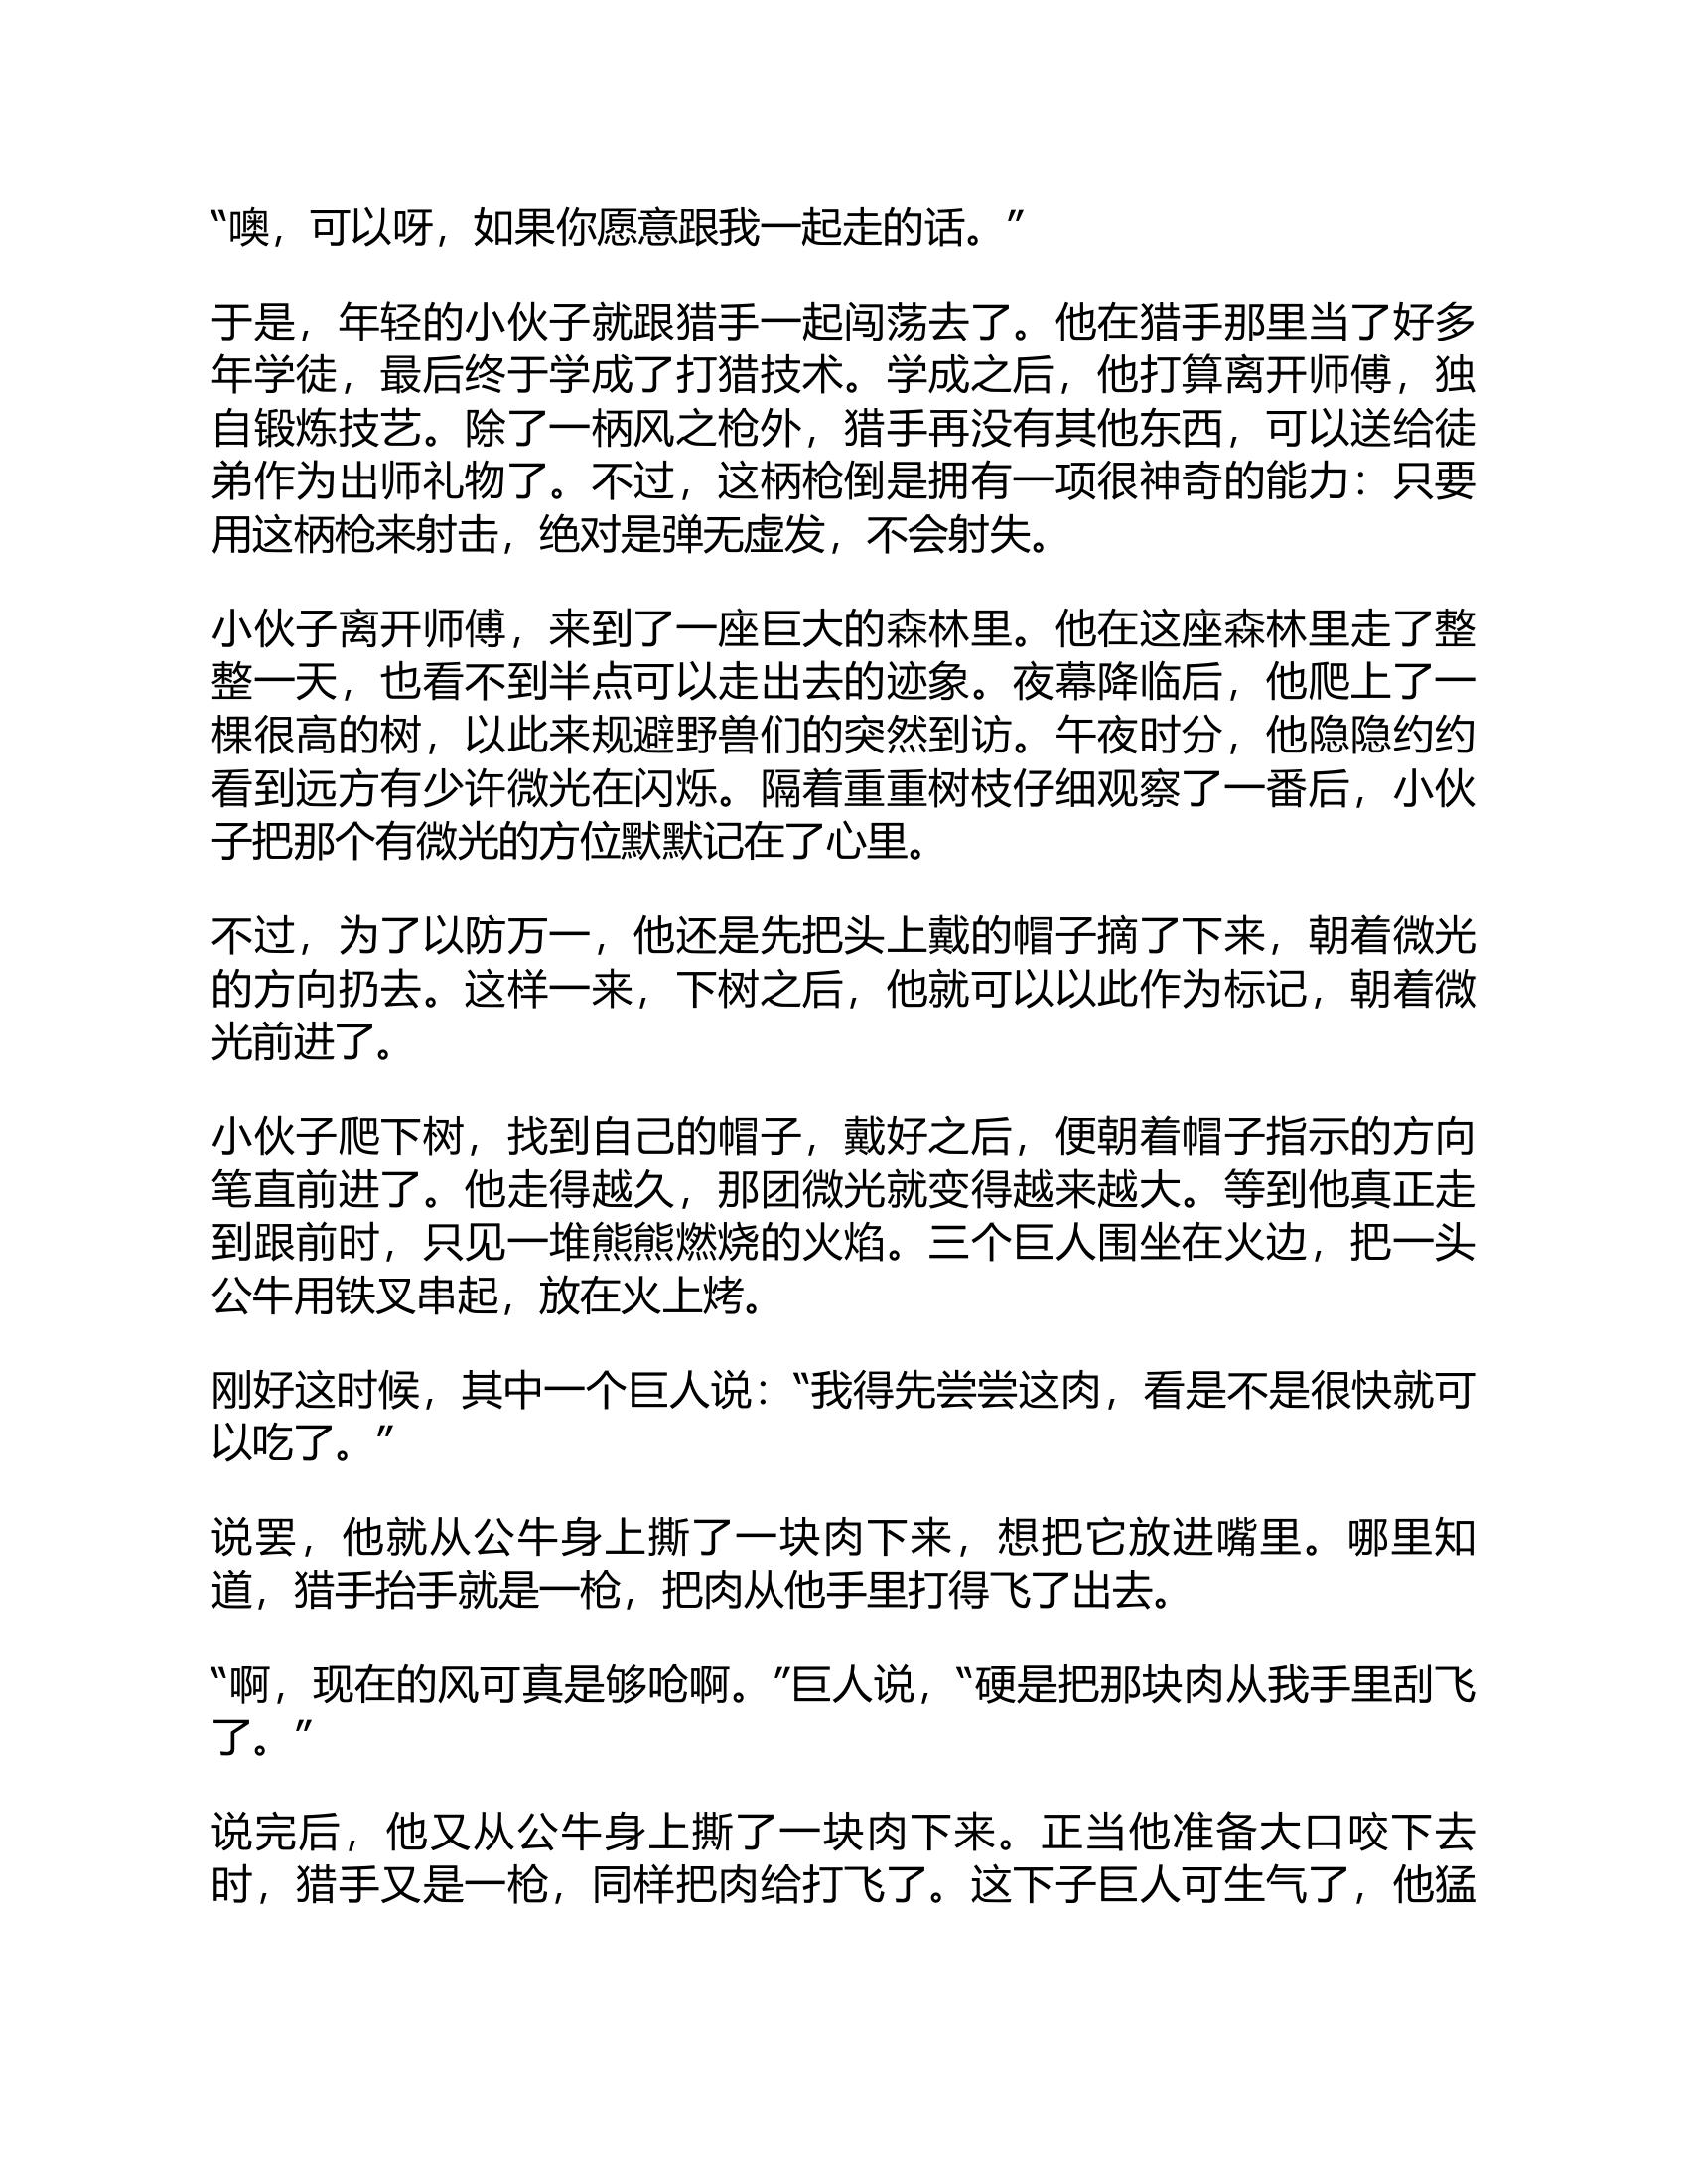 “噢，可以呀，如果你愿意跟我一起走的话。”
于是，年轻的小伙子就跟猎手一起闯荡去了。他在猎手那里当了好多
年学徒，最后终于学成了打猎技术。学成之后，他打算离开师傅，独
自锻炼技艺。除了一柄风之枪外，猎手再没有其他东西，可以送给徒
弟作为出师礼物了。不过，这柄枪倒是拥有一项很神奇的能力：只要
用这柄枪来射击，绝对是弹无虚发，不会射失。
小伙子离开师傅，来到了一座巨大的森林里。他在这座森林里走了整
整一天，也看不到半点可以走出去的迹象。夜幕降临后，他爬上了一
棵很高的树，以此来规避野兽们的突然到访。午夜时分，他隐隐约约
看到远方有少许微光在闪烁。隔着重重树枝仔细观察了一番后，小伙
子把那个有微光的方位默默记在了心里。
不过，为了以防万一，他还是先把头上戴的帽子摘了下来，朝着微光
的方向扔去。这样一来，下树之后，他就可以以此作为标记，朝着微
光前进了。
小伙子爬下树，找到自己的帽子，戴好之后，便朝着帽子指示的方向
笔直前进了。他走得越久，那团微光就变得越来越大。等到他真正走
到跟前时，只见一堆熊熊燃烧的火焰。三个巨人围坐在火边，把一头
公牛用铁叉串起，放在火上烤。
刚好这时候，其中一个巨人说：“我得先尝尝这肉，看是不是很快就可
以吃了。”
说罢，他就从公牛身上撕了一块肉下来，想把它放进嘴里。哪里知
道，猎手抬手就是一枪，把肉从他手里打得飞了出去。
“啊，现在的风可真是够呛啊。”巨人说，“硬是把那块肉从我手里刮飞
了。”
说完后，他又从公牛身上撕了一块肉下来。正当他准备大口咬下去
时，猎手又是一枪，同样把肉给打飞了。这下子巨人可生气了，他猛